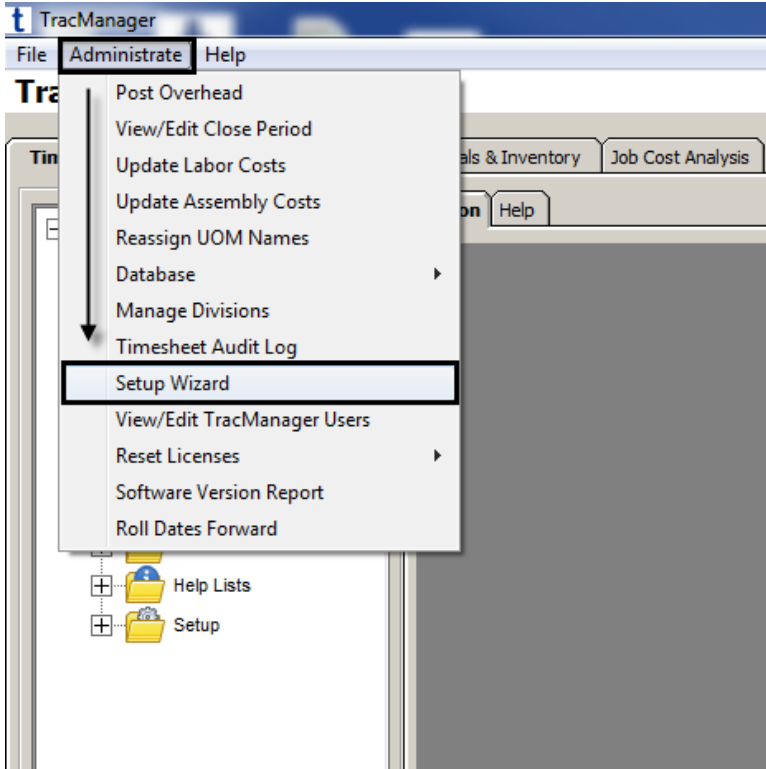 t TracManager
File Administrate Help
Tra
Post Overhead
View/Edit Close Period
Tim
Update Labor Costs
als & Inventory Job Cost Analysis
Update Assembly Costs
on Help
Reassign UOM Names
Database
Manage Divisions
Timesheet Audit Log
Setup Wizard
View/Edit TracManager Users
Reset Licenses
Software Version Report
Roll Dates Forward
Help Lists
Setup